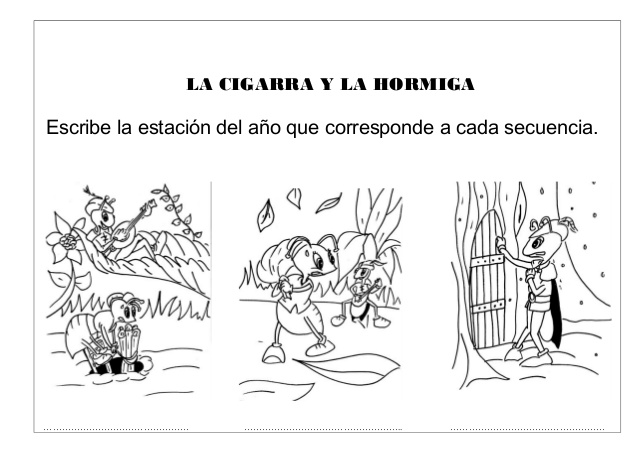 LA CIGARRA Y LA HORMIGA
Escribe la estación del año que corresponde a cada secuencia.